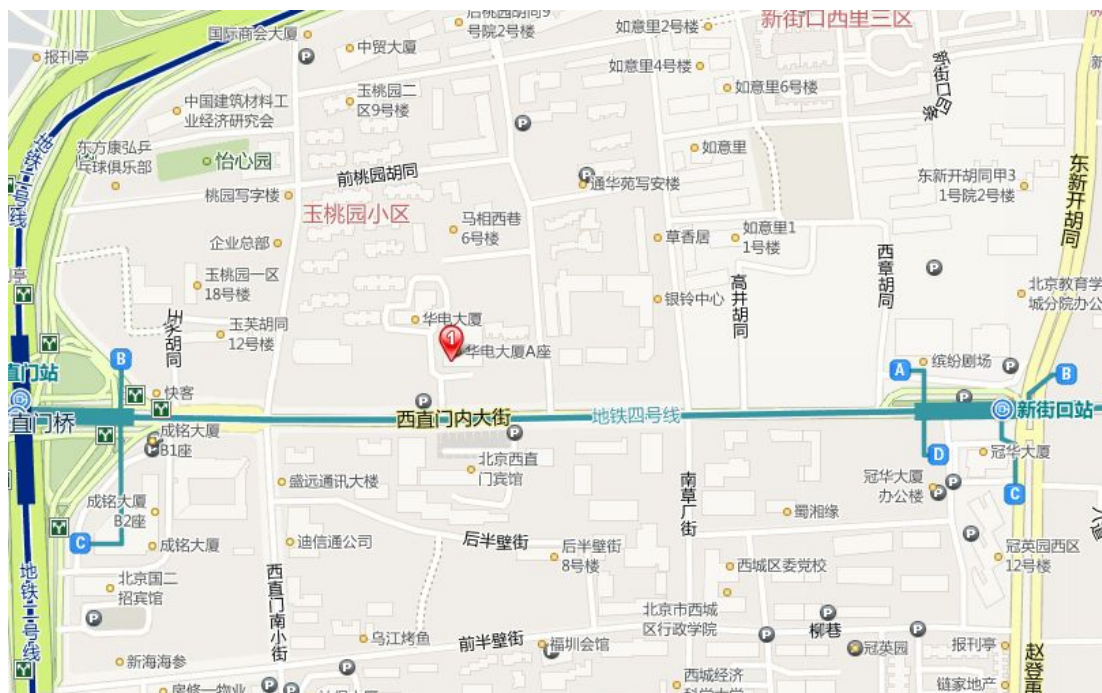 后桃园胡同9
号院2号楼
国际商会大厦
中贸大厦
如意里2号楼
新街口西里三区
报刊亭
如意里4号楼
如意里6号楼
新街口四条
中国建筑材料工
业经济研究会
玉桃园二
区9号楼
东方康弘乒
乓球俱乐部
怡心园
前桃园胡同
如意里
东新开胡同
桃园写字楼
通华苑写安楼
东新开胡同甲3
1号院2号楼
玉桃园小区
马相西巷
6号楼
企业总部
草香居
如意里1
1号楼
西章胡同
玉桃园一区
18号楼
银铃中心
高井胡同
北京教育学
城分院办公
玉芙胡同
玉芙胡同
12号楼
华电大厦
1
华电大厦A座
B
直门站
快客
A
缤纷剧场
B
直门桥
西直门内大街
地铁四号线
新街口站
成铭大厦
B1座
北京西直
门宾馆
D
冠华大厦
盛远通讯大楼
南草厂街
冠华大厦
办公楼
C
成铭大厦
B2座
蜀湘缘
C
成铭大厦
迪信通公司
后半壁街
后半壁街
8号楼
西城区委党校
冠英园西区
12号楼
北京国二
招宾馆
西直门南小街
地铁二号线
北京市西城
区行政学院
柳巷
乌江烤鱼
前半壁街
福圳会馆
冠英园
报刊亭
新海海参
西城经济
链家地产
房修一物业